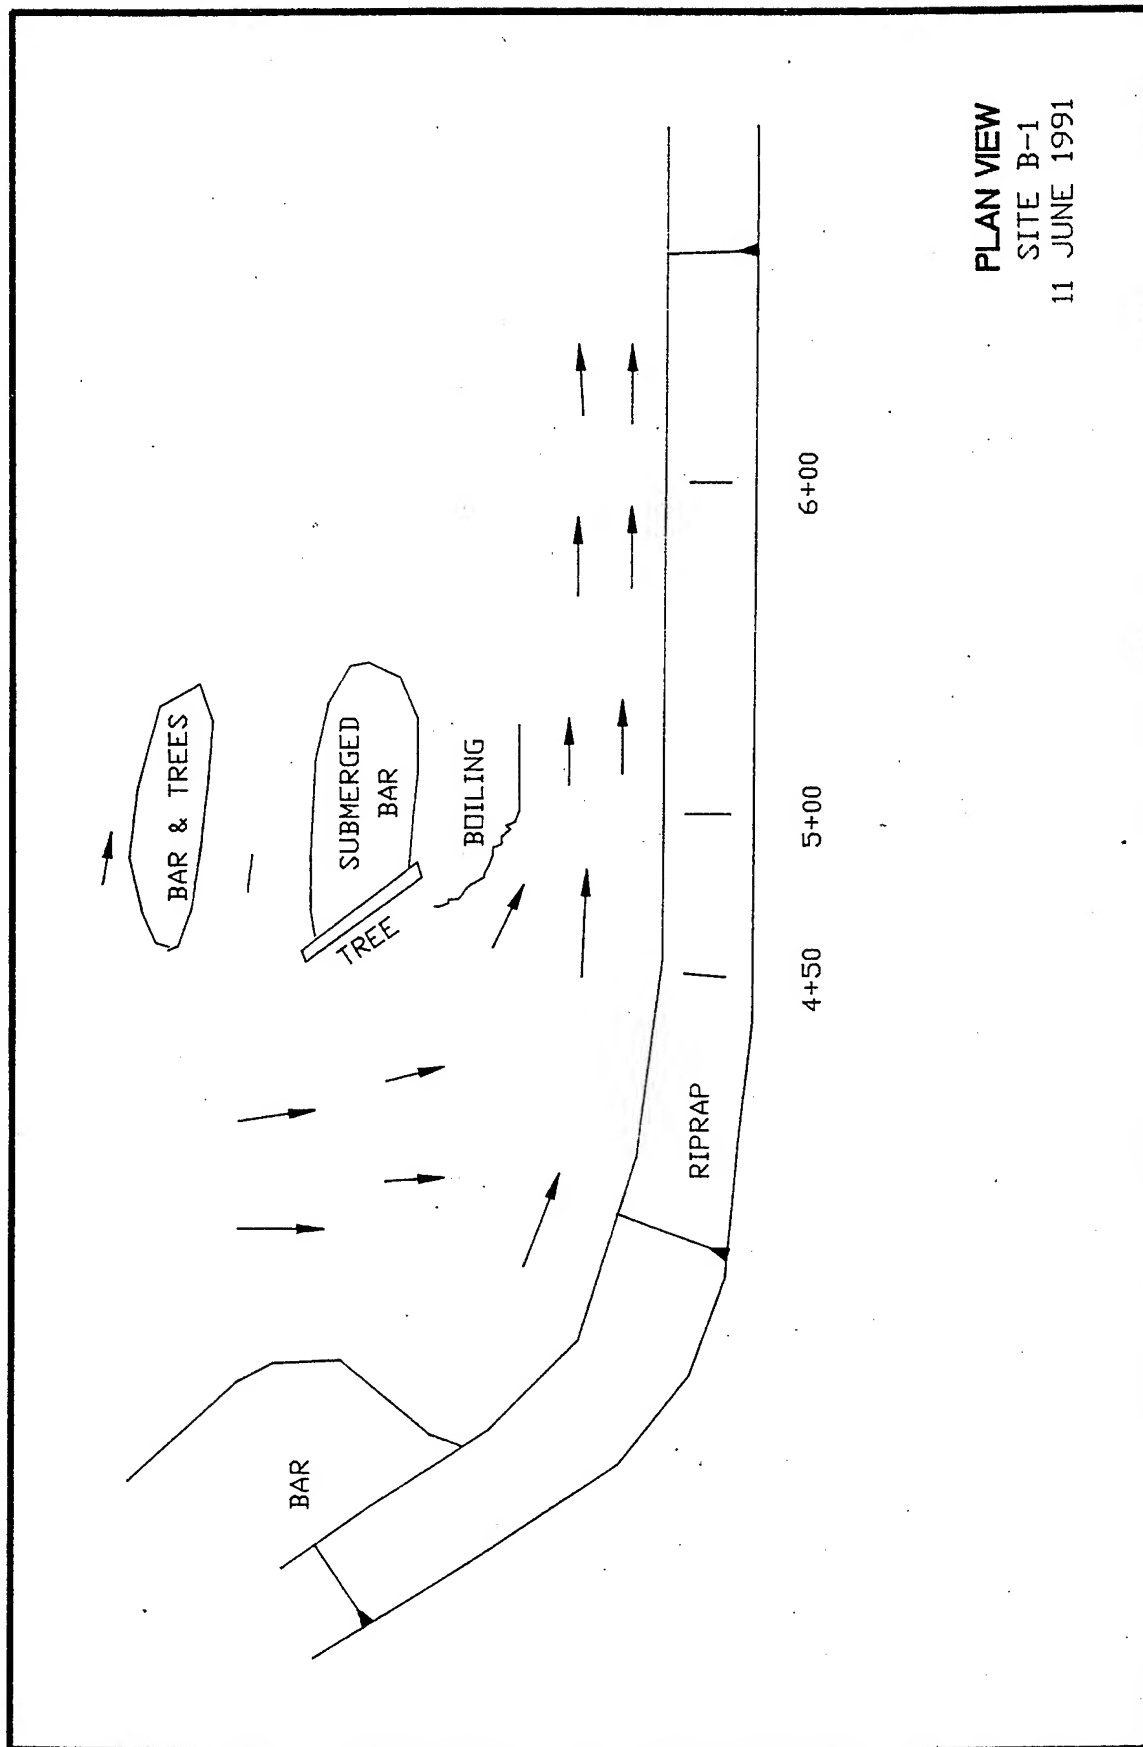 BAR & TREES
SUBMERGED
BAR
TREE
BOILING
BAR
RIPRAP
4+50
5+00
6+00
PLAN VIEW
SITE B-1
11 JUNE 1991